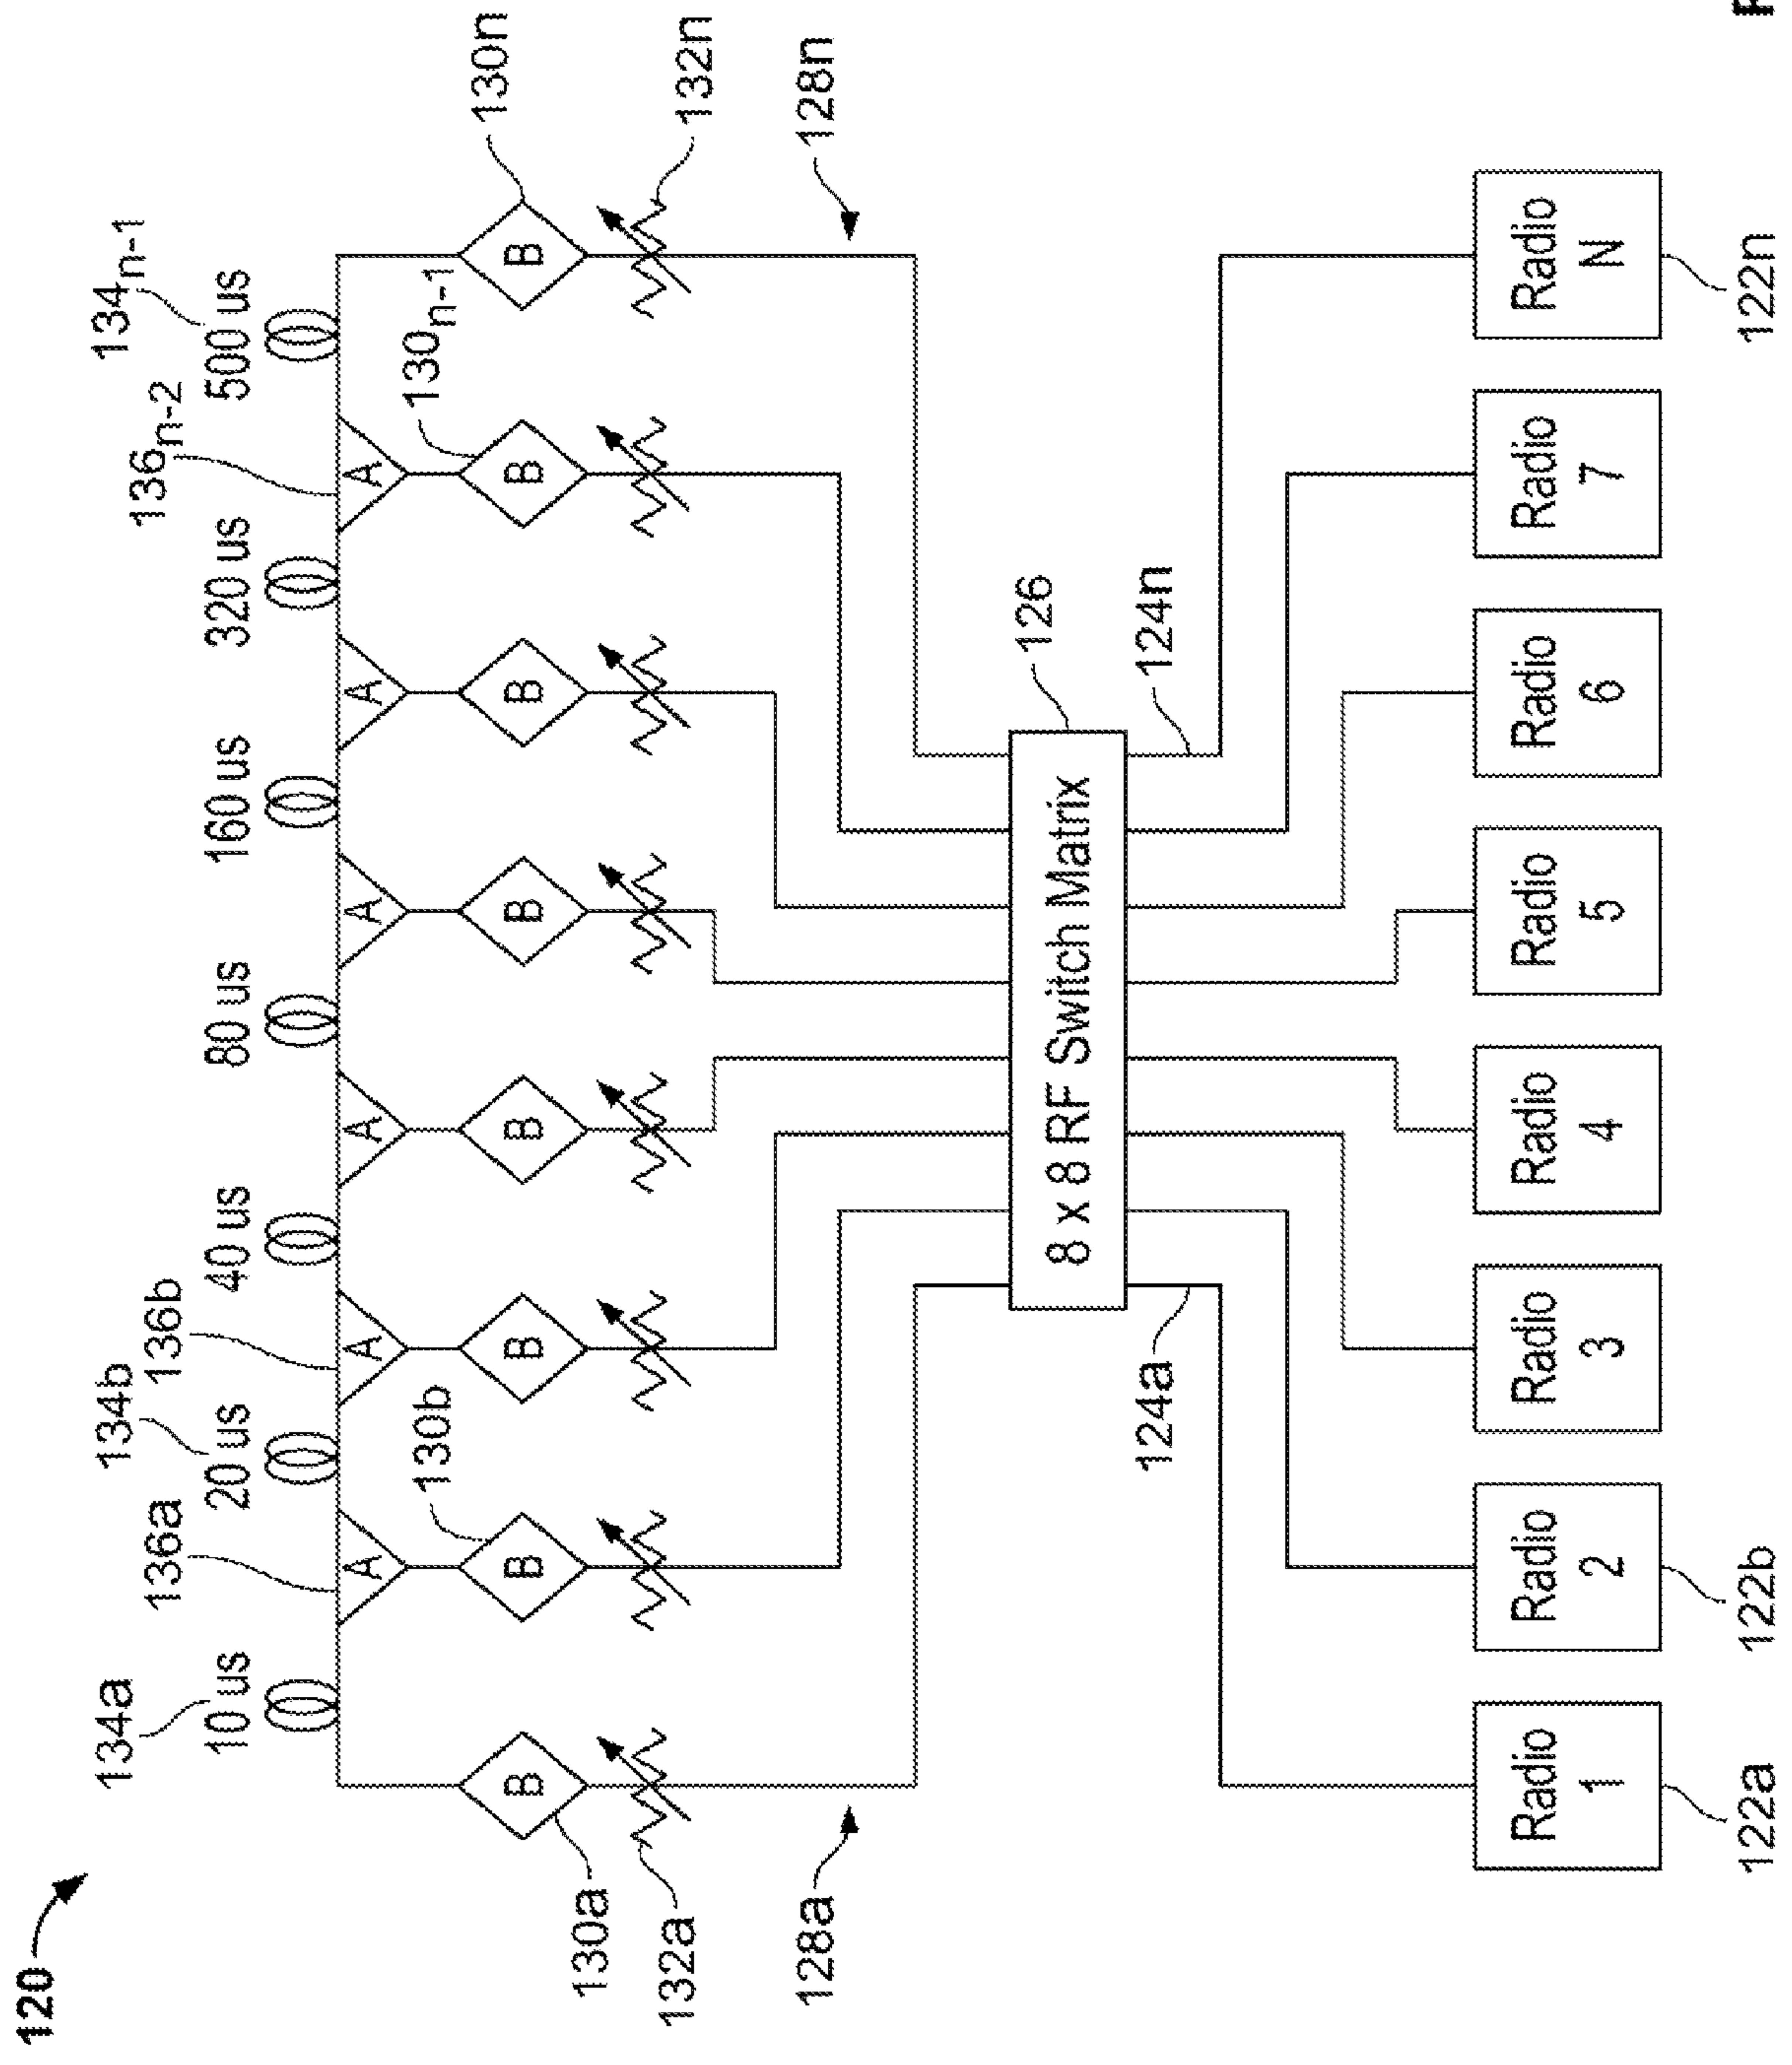 120
134a
10 us
136a
134b
20 us
136b
40 us
80 us
160 us
320 us
136n-2
134n-1
500 us
A
A
A
A
A
A
130b
130n-1
130n
B
B
B
B
B
B
B
B
130a
132a
132n
128a
128n
126
8 x 8 RF Switch Matrix
124a
124n
Radio
1
Radio
2
Radio
3
Radio
4
Radio
5
Radio
6
Radio
7
Radio
N
122a
122b
122n